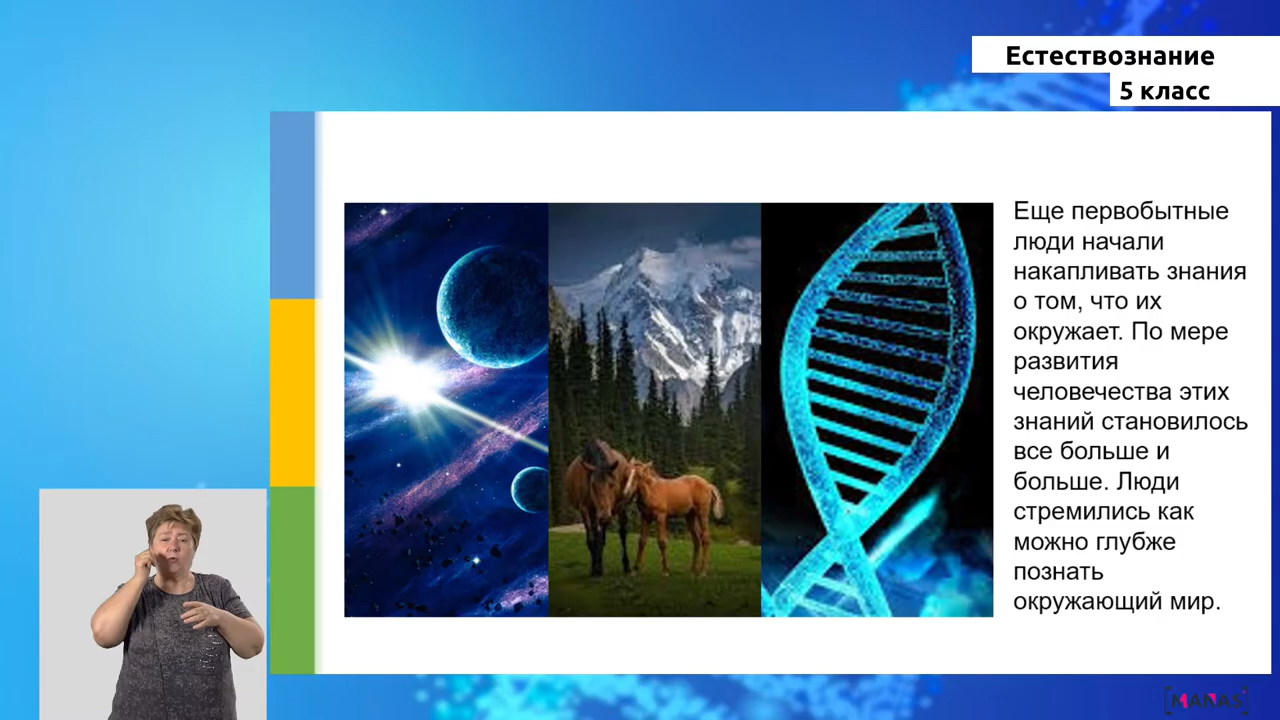 Естествознание
5 класс
Еще первобытные
люди начали
накапливать знания
о том, что их
окружает. По мере
развития
человечества этих
знаний становилось
все больше и
больше. Люди
стремились как
можно глубже
познать
окружающий мир.
MANAS